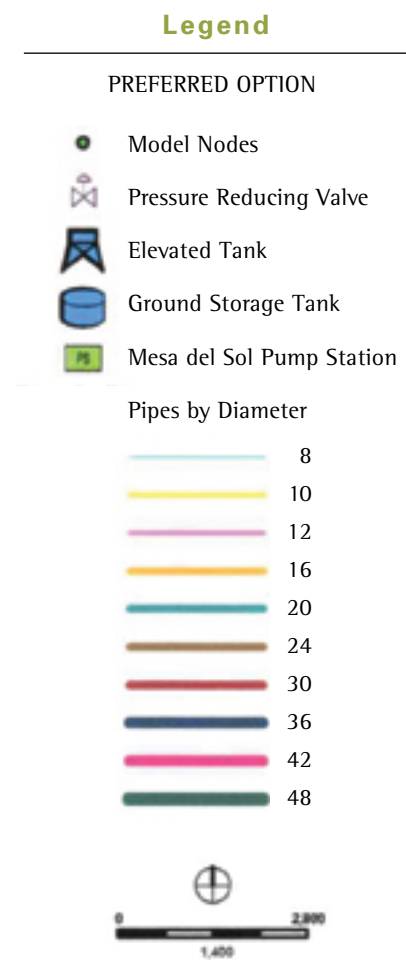 Legend
PREFERRED OPTION
Model Nodes
Pressure Reducing Valve
Elevated Tank
Ground Storage Tank
PS Mesa del Sol Pump Station
Pipes by Diameter
8
10
12
16
20
24
30
36
42
48
0 2,800
1,400